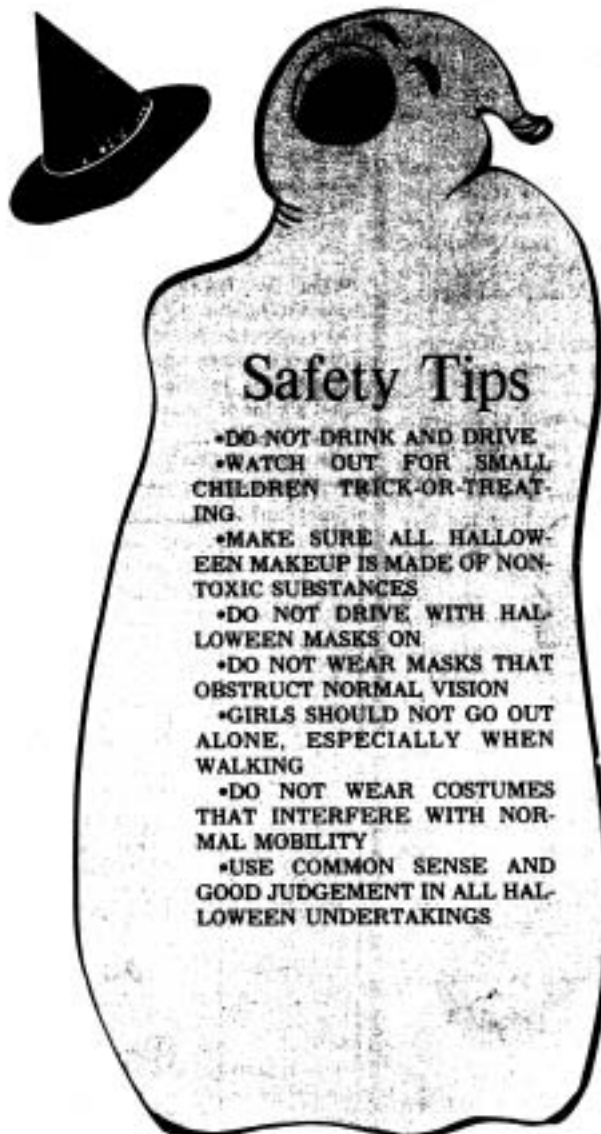 Safety Tips
•DO NOT DRINK AND DRIVE
•WATCH OUT FOR SMALL
CHILDREN TRICK-OR-TREAT-
ING.
•MAKE SURE ALL HALLOW-
EEN MAKEUP IS MADE OF NON-
TOXIC SUBSTANCES
•DO NOT DRIVE WITH HAL-
LOWEEN MASKS ON
•DO NOT WEAR MASKS THAT
OBSTRUCT NORMAL VISION
•GIRLS SHOULD NOT GO OUT
ALONE, ESPECIALLY WHEN
WALKING
•DO NOT WEAR COSTUMES
THAT INTERFERE WITH NOR-
MAL MOBILITY
•USE COMMON SENSE AND
GOOD JUDGEMENT IN ALL HAL-
LOWEEN UNDERTAKINGS